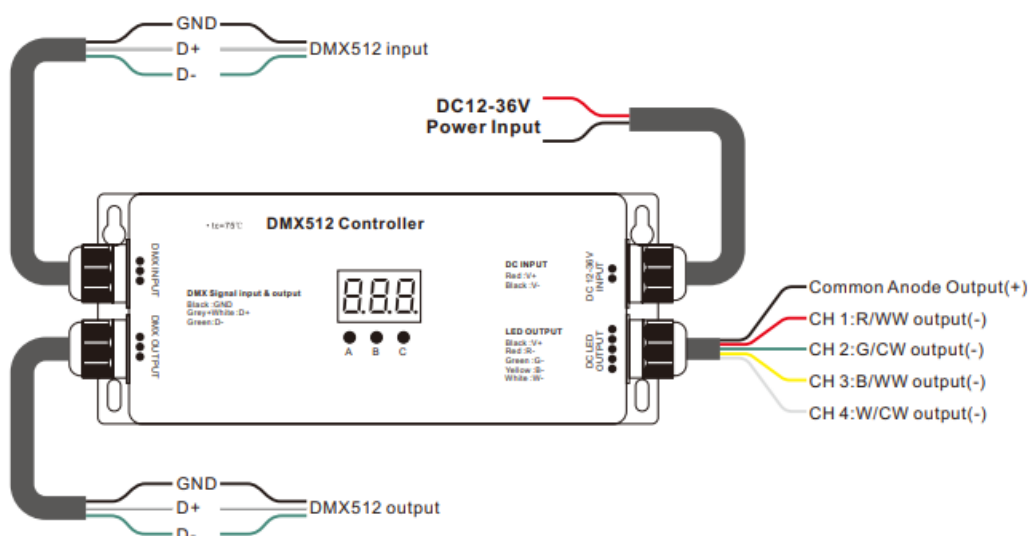 GND
D+
DMX512 input
D-
DC12-36V
Power Input
• tc=75℃
DMX512 Controller
DMX INPUT
DMX Signal input & output
Black :GND
Grey+White :D+
Green:D-
DMX OUTPUT
888
A B C
DC INPUT
Red :V+
Black :V-
LED OUTPUT
Black :V+
Red :R-
Green :G-
Yellow :B-
White :W-
DC 12-36V
INPUT
DC LED
OUTPUT
Common Anode Output(+)
CH 1:R/WW output(-)
CH 2:G/CW output(-)
CH 3:B/WW output(-)
CH 4:W/CW output(-)
GND
D+
DMX512 output
D-